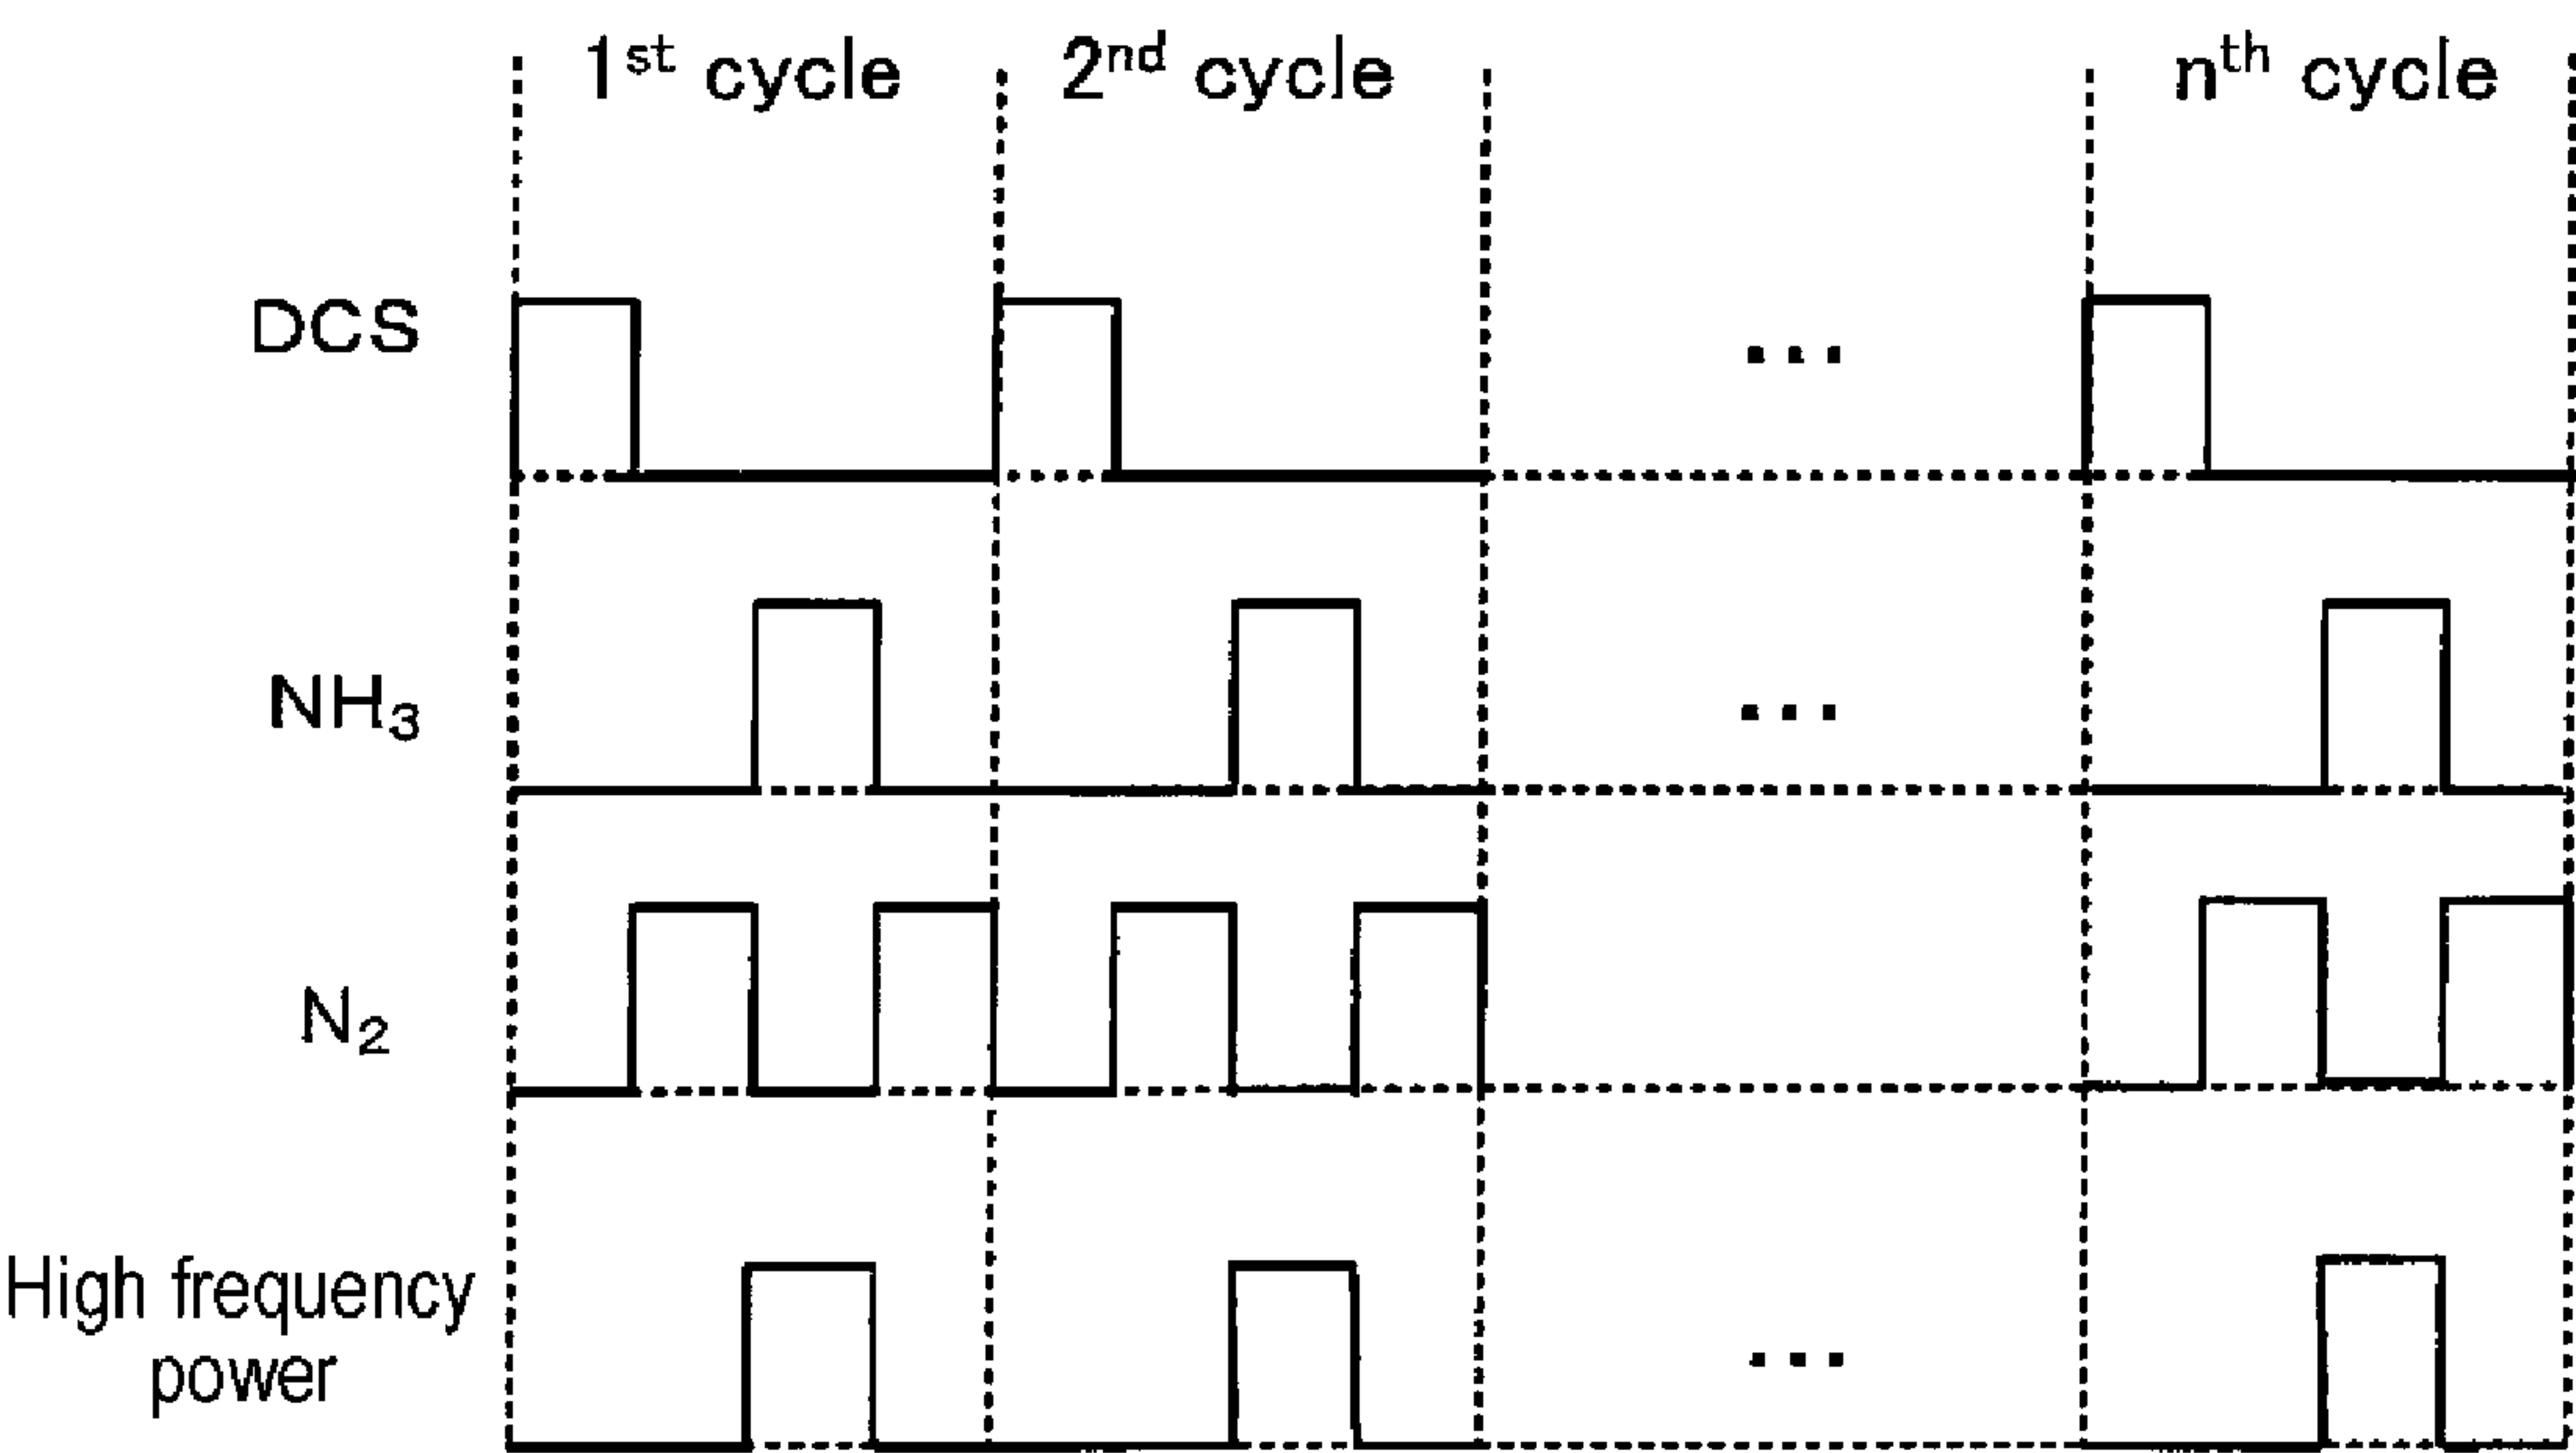 1st cycle 2nd cycle nth cycle
DCS ...
NH3 ...
N2
High frequency
power ...